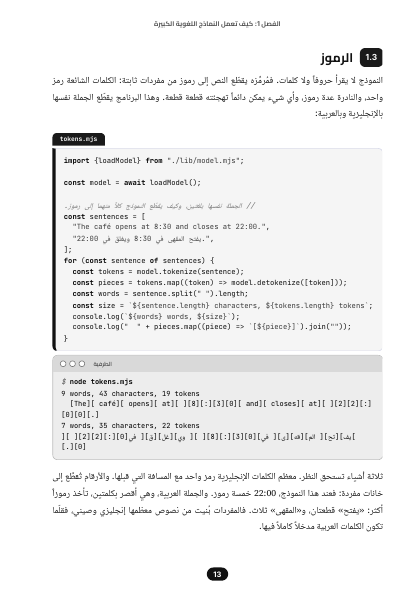 الفصل 1: كيف تعمل النماذج اللغوية الكبيرة
1.3 الرموز
النموذج لا يقرأ حروفاً ولا كلمات. فمُرمِّزه يقطّع النص إلى رموز من مفردات ثابتة: الكلمات الشائعة رمز
واحد، والنادرة عدة رموز، وأي شيء يمكن دائماً تهجئته قطعة قطعة. وهذا البرنامج يقطّع الجملة نفسها
بالإنجليزية وبالعربية:
tokens.mjs
import {loadModel} from "./lib/model.mjs";
const model = await loadModel();
// الجملة نفسها بلغتين، وكيف يقطّع النموذج كلاً منهما إلى رموز.
const sentences = [
"The café opens at 8:30 and closes at 22:00.",
"يفتح المقهى في 8:30 ويغلق في 22:00.",
];
for (const sentence of sentences) {
const tokens = model.tokenize(sentence);
const pieces = tokens.map((token) => model.detokenize([token]));
const words = sentence.split(" ").length;
const size = `${sentence.length} characters, ${tokens.length} tokens`;
console.log(`${words} words, ${size}`);
console.log("  " + pieces.map((piece) => `[${piece}]`).join(""));
}
الطرفية
$ node tokens.mjs
9 words, 43 characters, 19 tokens
[The][ café][ opens][ at][ ][8][:][3][0][ and][ closes][ at][ ][2][2][:]
[0][0][.]
7 words, 35 characters, 22 tokens
[.][0]
ثلاثة أشياء تستحق النظر. معظم الكلمات الإنجليزية رمز واحد مع المسافة التي قبلها. والأرقام تُقطَّع إلى
خانات مفردة: فعند هذا النموذج، 22:00 خمسة رموز. والجملة العربية، وهي أقصر بكلمتين، تأخذ رموزاً
أكثر: «يفتح» قطعتان، و«المقهى» ثلاث. فالمفردات بُنيت من نصوص معظمها إنجليزي وصيني، فقلّما
تكون الكلمات العربية مدخلاً كاملاً فيها.
13